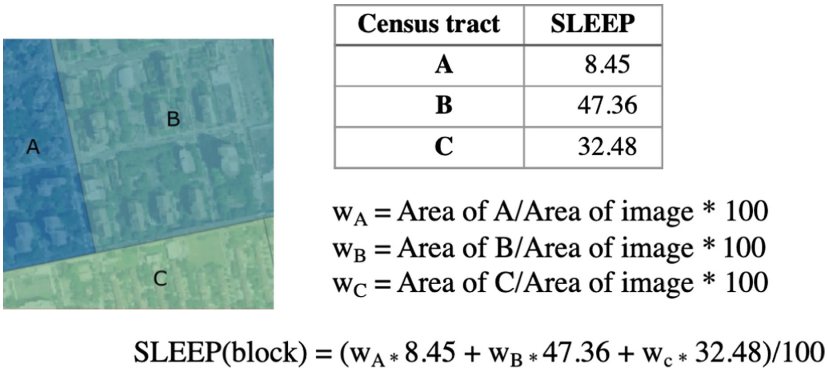 A
B
C
Census tract SLEEP
A 8.45
B 47.36
C 32.48
wA = Area of A/Area of image * 100
wB = Area of B/Area of image * 100
wC = Area of C/Area of image * 100
SLEEP(block) = (wA * 8.45 + wB * 47.36 + wc * 32.48)/100